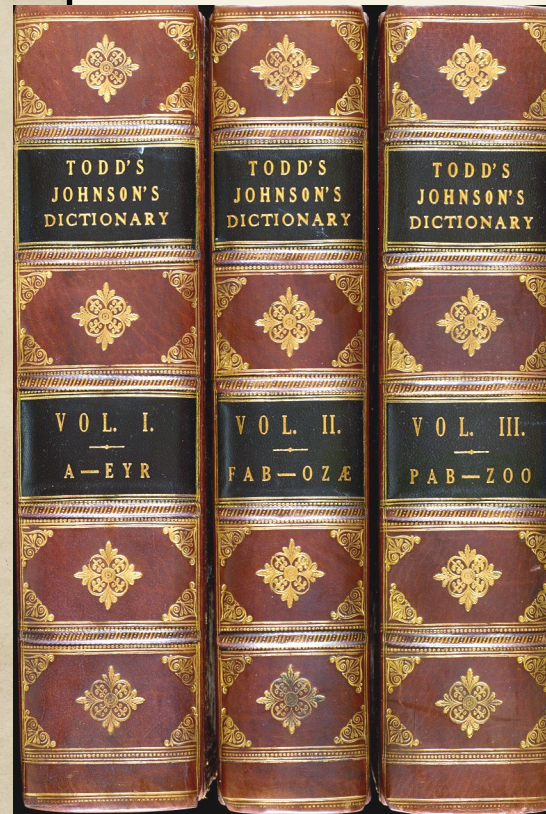 TODD'S
JOHNSON'S
DICTIONARY
VOL. I.
A—EYR
TODD'S
JOHNSON'S
DICTIONARY
VOL. II.
FAB—OZÆ
TODD'S
JOHNSON'S
DICTIONARY
VOL. III.
PAB—ZOO